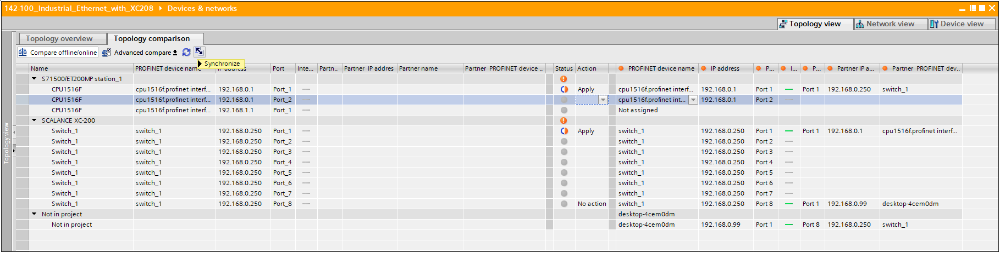 142-100_Industrial_Ethernet_with_XC208 ▸ Devices & networks
Topology view Network view Device view
Topology overview Topology comparison
Compare offline/online Advanced compare
Synchronize
Name PROFINET device name IP address Port Inte... Partn.. Partner IP addres Partner name Partner PROFINET device .. Status Action PROFINET device name IP address P... I... P... Partner IP a... Partner PROFINET dev..
S71500/ET200MP station_1
CPU1516F cpu1516f.profinet interf... 192.168.0.1 Port_1 Apply cpu1516f.profinet interf... 192.168.0.1 Port 1 Port 1 192.168.0.250 switch_1
CPU1516F cpu1516f.profinet interf... 192.168.0.1 Port_2 cpu1516f.profinet int... 192.168.0.1 Port 2
CPU1516F cpu1516f.profinet interf... 192.168.1.1 Port_1 Not assigned
SCALANCE XC-200
Switch_1 switch_1 192.168.0.250 Port_1 Apply switch_1 192.168.0.250 Port 1 Port 1 192.168.0.1 cpu1516f.profinet interf...
Switch_1 switch_1 192.168.0.250 Port_2 switch_1 192.168.0.250 Port 2
Switch_1 switch_1 192.168.0.250 Port_3 switch_1 192.168.0.250 Port 3
Switch_1 switch_1 192.168.0.250 Port_4 switch_1 192.168.0.250 Port 4
Switch_1 switch_1 192.168.0.250 Port_5 switch_1 192.168.0.250 Port 5
Switch_1 switch_1 192.168.0.250 Port_6 switch_1 192.168.0.250 Port 6
Switch_1 switch_1 192.168.0.250 Port_7 switch_1 192.168.0.250 Port 7
Switch_1 switch_1 192.168.0.250 Port_8 No action switch_1 192.168.0.250 Port 8 Port 1 192.168.0.99 desktop-4cem0dm
Not in project desktop-4cem0dm
Not in project desktop-4cem0dm 192.168.0.99 Port 1 Port 8 192.168.0.250 switch_1
Topology view